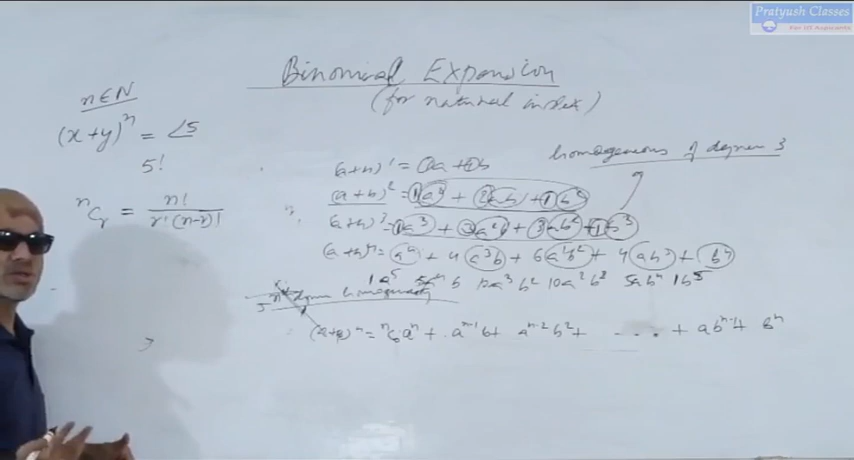 Pratyush Classes
Binomial Expansion
(for natural index)
n∈N
(x+y)ⁿ = ∠5
5!
ⁿCᵣ = n! / r!(n-r)!
homogeneous of degree 3
(a+b)¹ = 1a + 1b
(a+b)² = 1a² + 2ab + 1b²
(a+b)³ = 1a³ + 3a²b + 3ab² + 1b³
(a+b)⁴ = a⁴ + 4a³b + 6a²b² + 4ab³ + b⁴
1a⁵ 5a⁴b 10a³b² 10a²b³ 5ab⁴ 1b⁵
homogeneity
(a+b)ⁿ = ⁿC₀aⁿ + aⁿ⁻¹b + aⁿ⁻²b² + .... + abⁿ⁻¹ + bⁿ